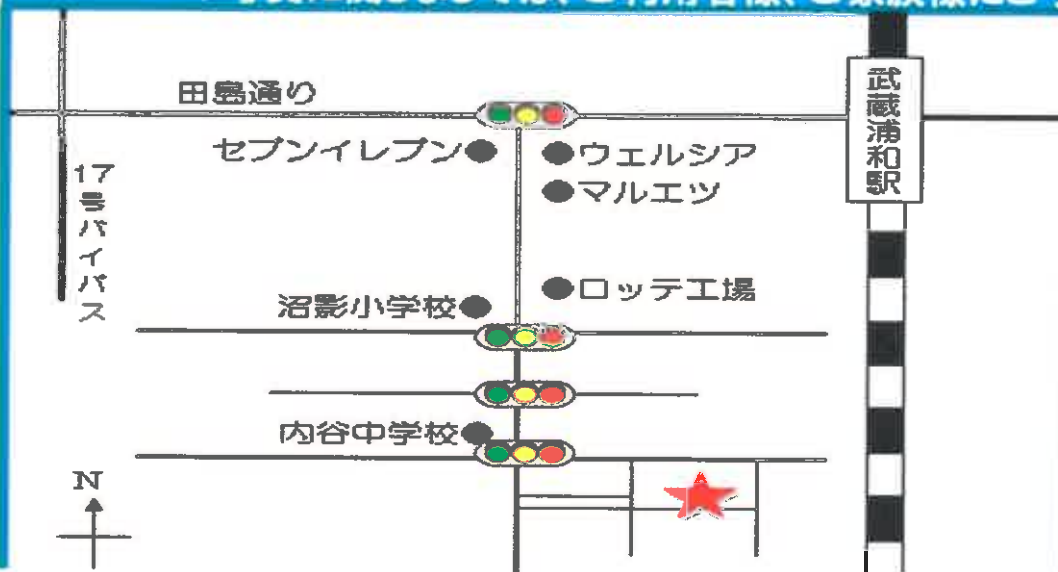 田島通り
武蔵浦和駅
セブンイレブン
ウェルシア
マルエツ
17号バイパス
ロッテ工場
沼影小学校
内谷中学校
N